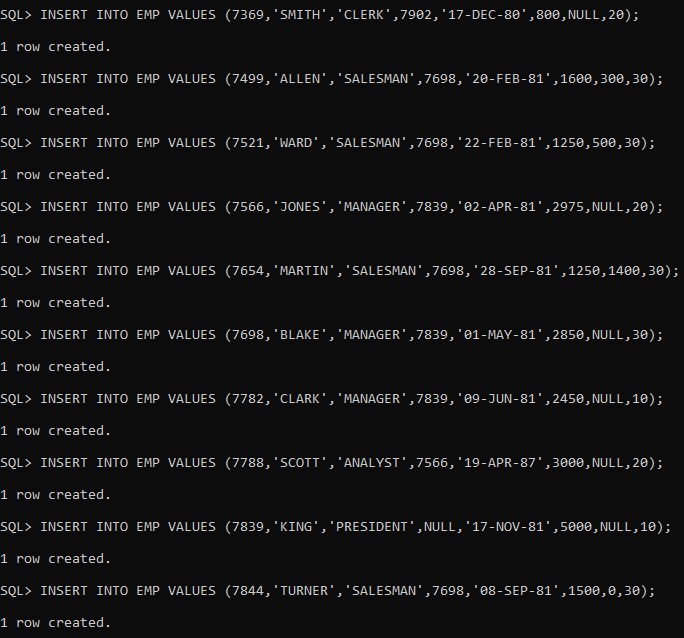 SQL> INSERT INTO EMP VALUES (7369,'SMITH','CLERK',7902,'17-DEC-80',800,NULL,20);
1 row created.
SQL> INSERT INTO EMP VALUES (7499,'ALLEN','SALESMAN',7698,'20-FEB-81',1600,300,30);
1 row created.
SQL> INSERT INTO EMP VALUES (7521,'WARD','SALESMAN',7698,'22-FEB-81',1250,500,30);
1 row created.
SQL> INSERT INTO EMP VALUES (7566,'JONES','MANAGER',7839,'02-APR-81',2975,NULL,20);
1 row created.
SQL> INSERT INTO EMP VALUES (7654,'MARTIN','SALESMAN',7698,'28-SEP-81',1250,1400,30);
1 row created.
SQL> INSERT INTO EMP VALUES (7698,'BLAKE','MANAGER',7839,'01-MAY-81',2850,NULL,30);
1 row created.
SQL> INSERT INTO EMP VALUES (7782,'CLARK','MANAGER',7839,'09-JUN-81',2450,NULL,10);
1 row created.
SQL> INSERT INTO EMP VALUES (7788,'SCOTT','ANALYST',7566,'19-APR-87',3000,NULL,20);
1 row created.
SQL> INSERT INTO EMP VALUES (7839,'KING','PRESIDENT',NULL,'17-NOV-81',5000,NULL,10);
1 row created.
SQL> INSERT INTO EMP VALUES (7844,'TURNER','SALESMAN',7698,'08-SEP-81',1500,0,30);
1 row created.